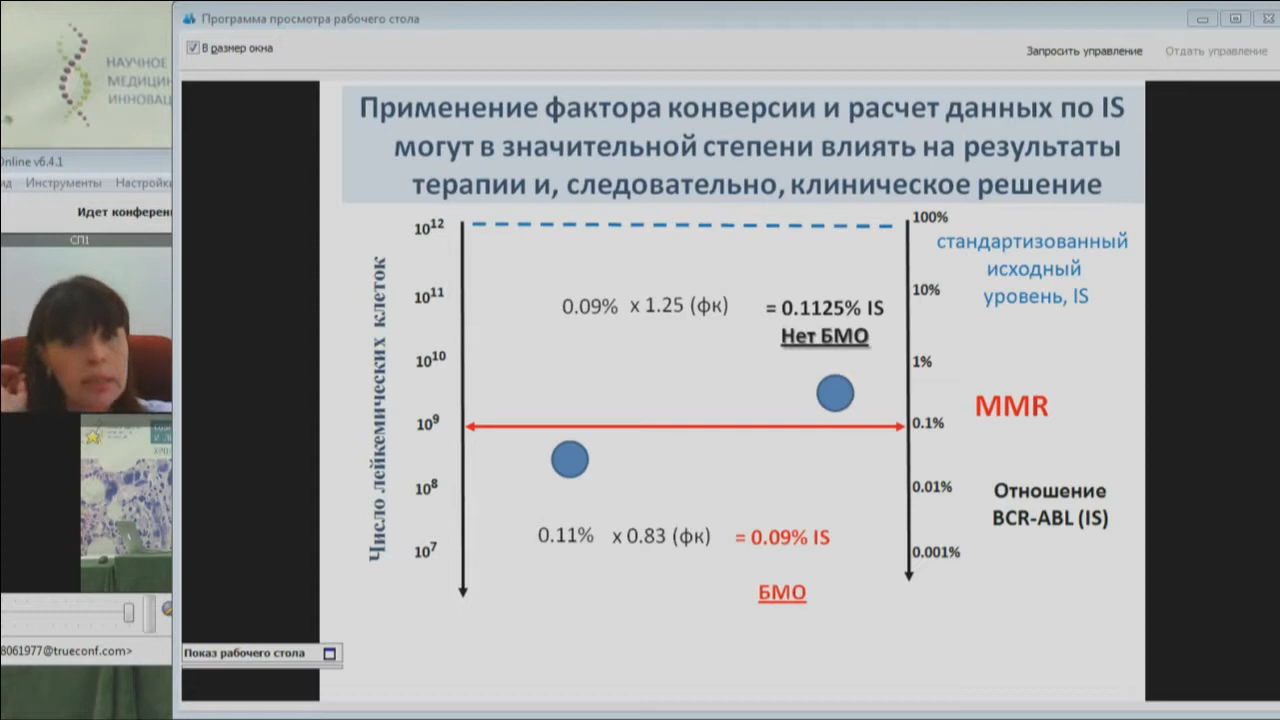 Программа просмотра рабочего стола
В размер окна
Запросить управление
Отдать управление
НАУЧНОЕ
Online v6.4.1
Инструменты
СП1
Применение фактора конверсии и расчет данных по IS
могут в значительной степени влиять на результаты
терапии и, следовательно, клиническое решение
Число лейкемических клеток
10¹²
10¹¹
10¹⁰
10⁹
10⁸
10⁷
0.09% x 1.25 (фк) = 0.1125% IS
Нет БМО
0.11% x 0.83 (фк) = 0.09% IS
БМО
100%
10%
1%
0.1%
0.01%
0.001%
стандартизованный
исходный
уровень, IS
MMR
Отношение
BCR-ABL (IS)
8061977@trueconf.com>
Показ рабочего стола